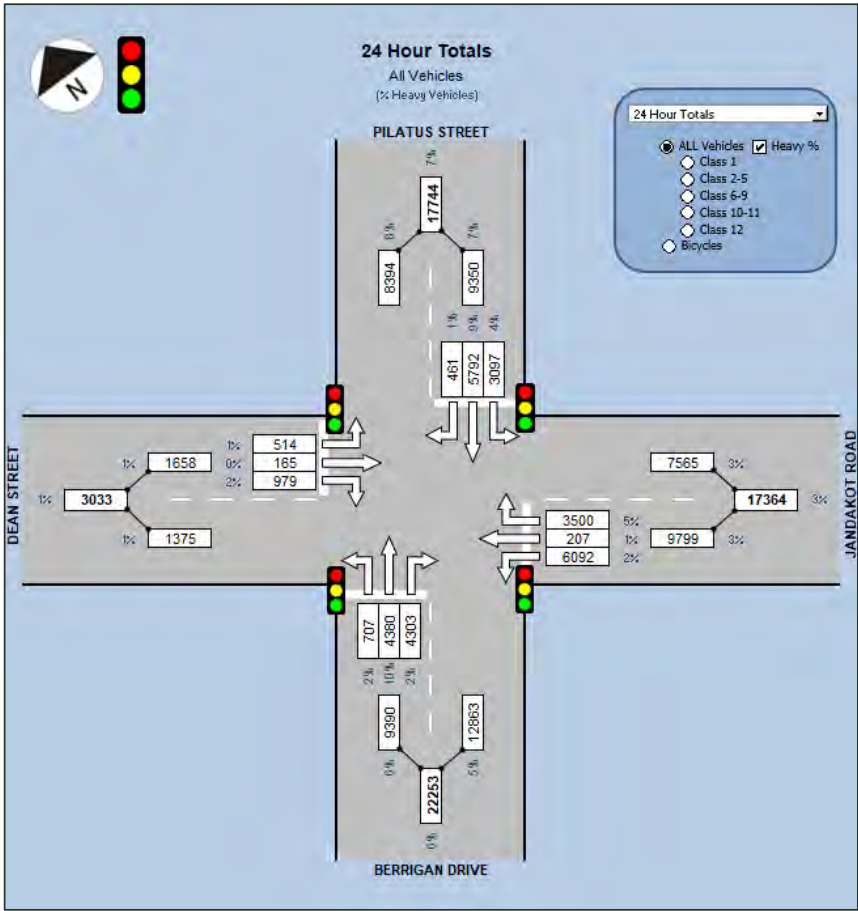 24 Hour Totals
All Vehicles
(% Heavy Vehicles)
N
24 Hour Totals
ALL Vehicles Heavy %
Class 1
Class 2-5
Class 6-9
Class 10-11
Class 12
Bicycles
PILATUS STREET
7%
17744
7%
8394
9350
1% 9% 4%
461 5792 3097
DEAN STREET
1%
3033
1% 1658
1% 1375
1% 514
0% 165
2% 979
7565 3%
17364 3%
9799 3%
3500 5%
207 1%
6092 2%
JANDAKOT ROAD
707 4380 4303
2% 10% 2%
9390 12863
6% 5%
22253
6%
BERRIGAN DRIVE